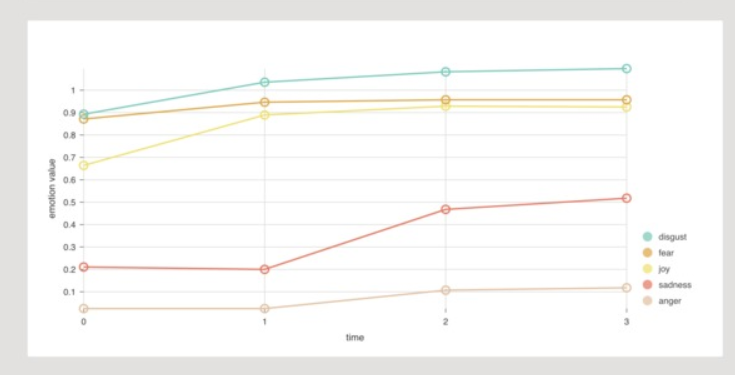 1
0.9
0.8
0.7
0.6
0.5
0.4
0.3
0.2
0.1
emotion value
0 1 2 3
time
disgust
fear
joy
sadness
anger